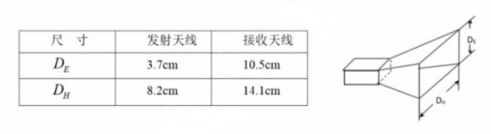 尺 寸 发射天线 接收天线
D_E 3.7cm 10.5cm
D_H 8.2cm 14.1cm
D_E
D_H